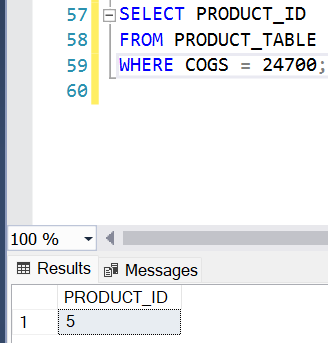 57 SELECT PRODUCT_ID
58 FROM PRODUCT_TABLE
59 WHERE COGS = 24700;
60
100 %
Results Messages
PRODUCT_ID
1 5